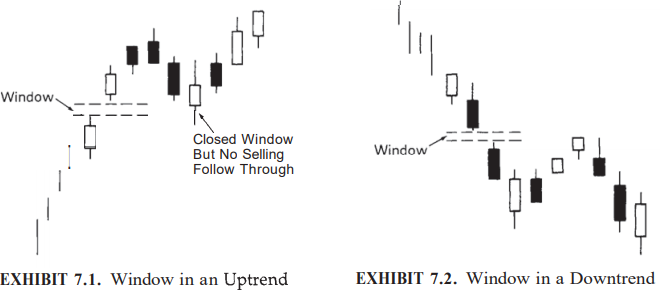 Window
Closed Window
But No Selling
Follow Through
EXHIBIT 7.1. Window in an Uptrend
Window
EXHIBIT 7.2. Window in a Downtrend